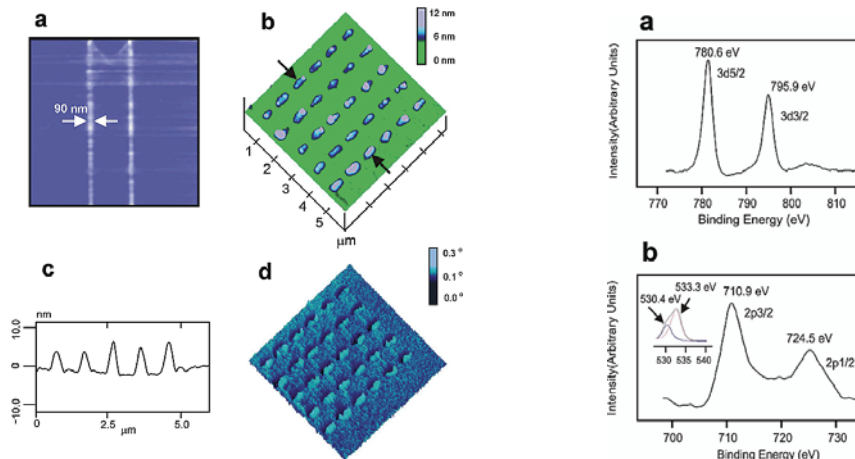 a
90 nm
b
12 nm
6 nm
0 nm
1
2
3
4
5
μm
c
nm
10.0
0
-10.0
0
2.5
5.0
μm
d
0.3 °
0.1 °
0.0 °
a
Intensity(Arbitrary Units)
780.6 eV
3d5/2
795.9 eV
3d3/2
770 780 790 800 810
Binding Energy (eV)
b
Intensity(Arbitrary Units)
530.4eV
533.3 eV
710.9 eV
2p3/2
724.5 eV
2p1/2
530 535 540
700 710 720 730
Binding Energy (eV)